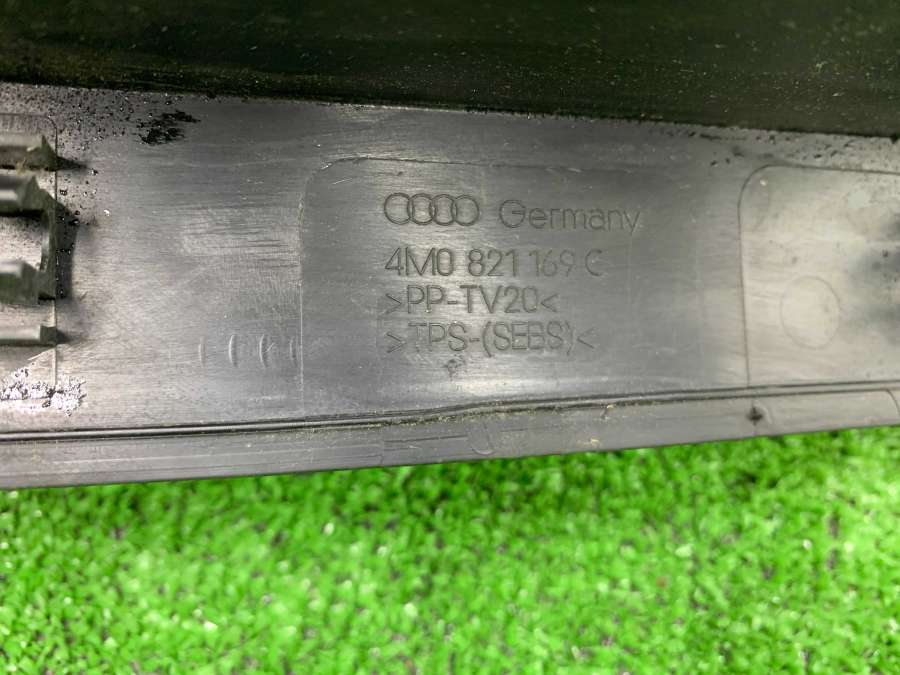 Germany
4M0 821 169 C
>PP-TV20<
>TPS-(SEBS)<